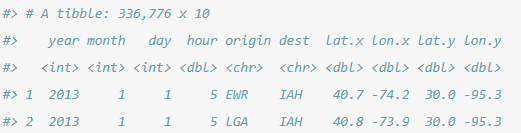 #> # A tibble: 336,776 x 10
#> year month day hour origin dest lat.x lon.x lat.y lon.y
#> <int> <int> <int> <dbl> <chr> <chr> <dbl> <dbl> <dbl> <dbl>
#> 1 2013 1 1 5 EWR IAH 40.7 -74.2 30.0 -95.3
#> 2 2013 1 1 5 LGA IAH 40.8 -73.9 30.0 -95.3